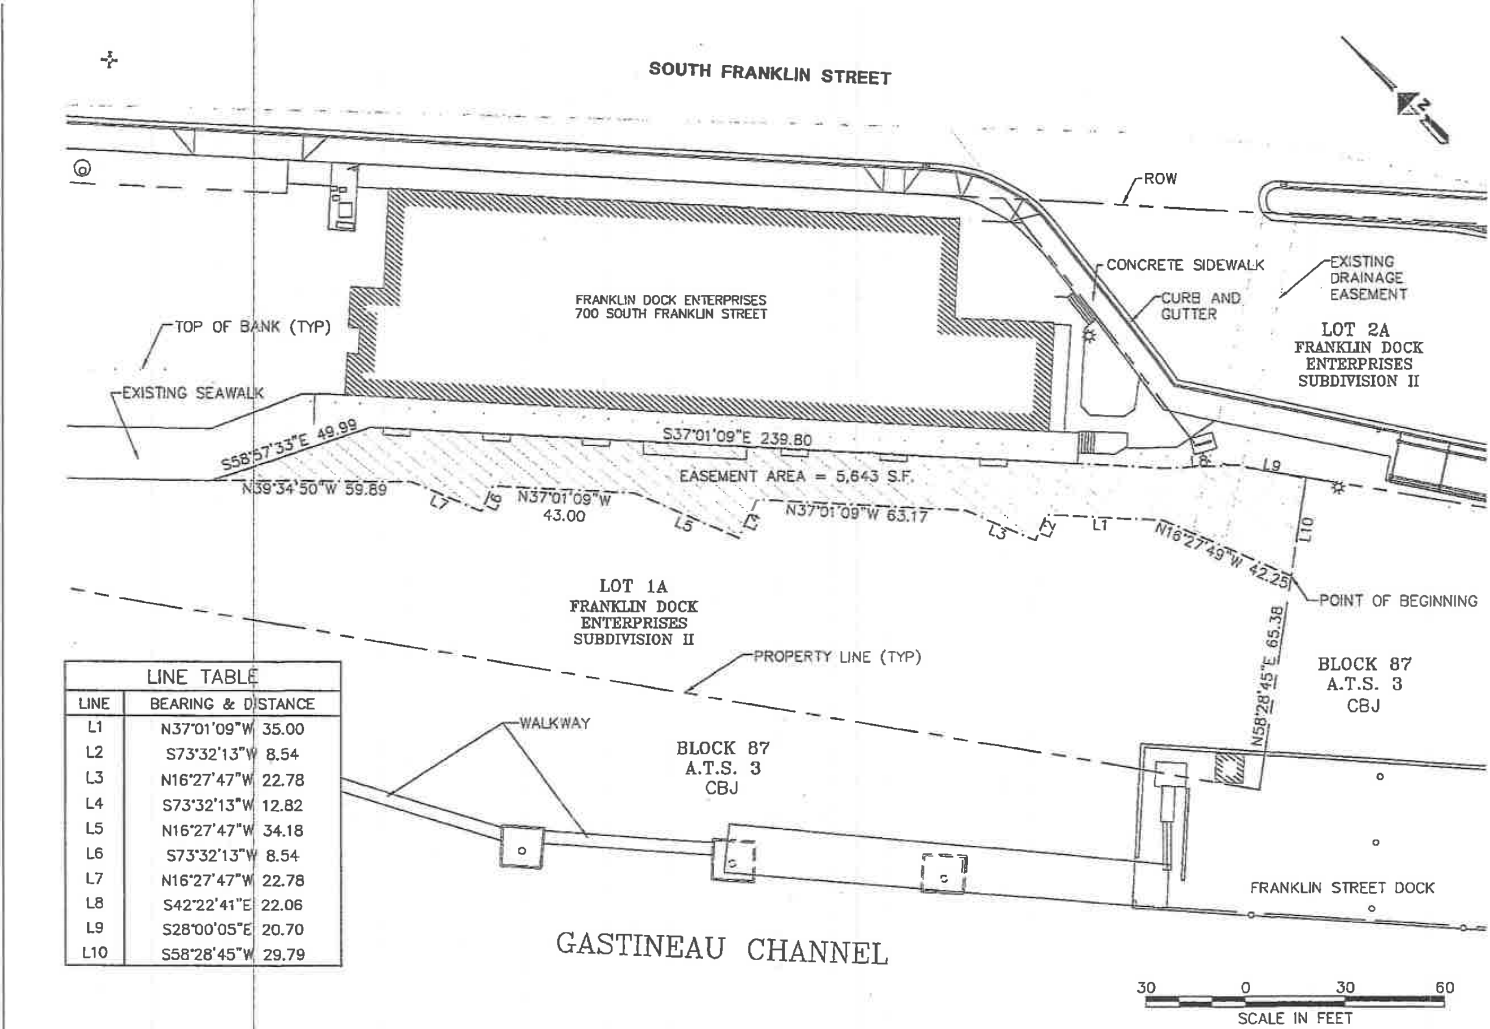 SOUTH FRANKLIN STREET
N
ROW
CONCRETE SIDEWALK
CURB AND
GUTTER
EXISTING
DRAINAGE
EASEMENT
LOT 2A
FRANKLIN DOCK
ENTERPRISES
SUBDIVISION II
FRANKLIN DOCK ENTERPRISES
700 SOUTH FRANKLIN STREET
TOP OF BANK (TYP)
EXISTING SEAWALK
S58°57'33"E 49.99
S37°01'09"E 239.80
EASEMENT AREA = 5,643 S.F.
L8
L9
N39°34'50"W 59.89
L7
L6
N37°01'09"W
43.00
L5
L4
N37°01'09"W 63.17
L3
L2
L1
N16°27'49"W 42.25
L10
POINT OF BEGINNING
LOT 1A
FRANKLIN DOCK
ENTERPRISES
SUBDIVISION II
PROPERTY LINE (TYP)
N58°28'45"E 65.38
BLOCK 87
A.T.S. 3
CBJ
LINE TABLE
LINE BEARING & DISTANCE
L1 N37°01'09"W 35.00
L2 S73°32'13"W 8.54
L3 N16°27'47"W 22.78
L4 S73°32'13"W 12.82
L5 N16°27'47"W 34.18
L6 S73°32'13"W 8.54
L7 N16°27'47"W 22.78
L8 S42°22'41"E 22.06
L9 S28°00'05"E 20.70
L10 S58°28'45"W 29.79
WALKWAY
BLOCK 87
A.T.S. 3
CBJ
FRANKLIN STREET DOCK
GASTINEAU CHANNEL
30 0 30 60
SCALE IN FEET